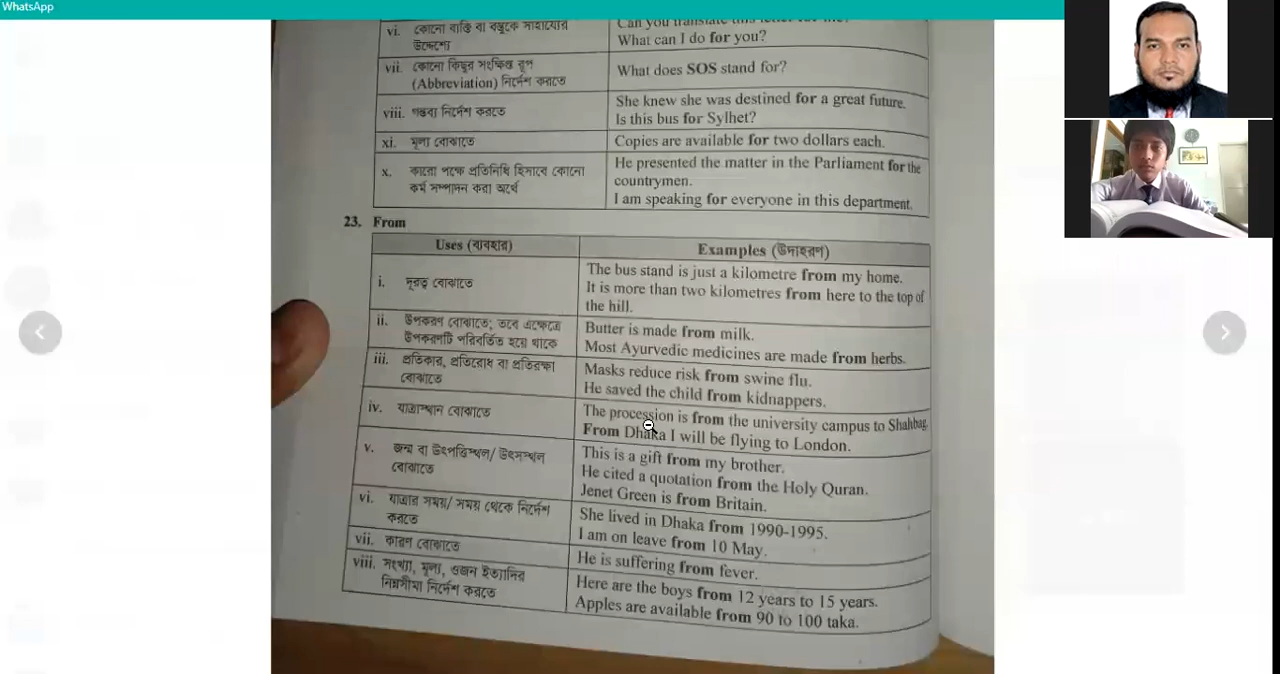 WhatsApp
vi. কোনো ব্যক্তি বা বস্তুকে সাহায্যের
উদ্দেশ্যে
Can you translate this letter for me?
What can I do for you?
vii. কোনো কিছুর সংক্ষিপ্ত রূপ
(Abbreviation) নির্দেশ করতে
What does SOS stand for?
viii. গন্তব্য নির্দেশ করতে
She knew she was destined for a great future.
Is this bus for Sylhet?
xi. মূল্য বোঝাতে
Copies are available for two dollars each.
x. কারো পক্ষে প্রতিনিধি হিসাবে কোনো
কর্ম সম্পাদন করা অর্থে
He presented the matter in the Parliament for the
countrymen.
I am speaking for everyone in this department.
23. From
Uses (ব্যবহার)
Examples (উদাহরণ)
i. দূরত্ব বোঝাতে
The bus stand is just a kilometre from my home.
It is more than two kilometres from here to the top of
the hill.
ii. উপকরণ বোঝাতে; তবে এক্ষেত্রে
উপকরণটি পরিবর্তিত হয়ে থাকে
Butter is made from milk.
Most Ayurvedic medicines are made from herbs.
iii. প্রতিকার, প্রতিরোধ বা প্রতিরক্ষা
বোঝাতে
Masks reduce risk from swine flu.
He saved the child from kidnappers.
iv. যাত্রাস্থান বোঝাতে
The procession is from the university campus to Shahbag.
From Dhaka I will be flying to London.
v. জন্ম বা উৎপত্তিস্থল/ উৎসস্থল
বোঝাতে
This is a gift from my brother.
He cited a quotation from the Holy Quran.
Jenet Green is from Britain.
vi. যাত্রার সময়/ সময় থেকে নির্দেশ
করতে
She lived in Dhaka from 1990-1995.
I am on leave from 10 May.
vii. কারণ বোঝাতে
He is suffering from fever.
viii. সংখ্যা, মূল্য, ওজন ইত্যাদির
নিম্নসীমা নির্দেশ করতে
Here are the boys from 12 years to 15 years.
Apples are available from 90 to 100 taka.